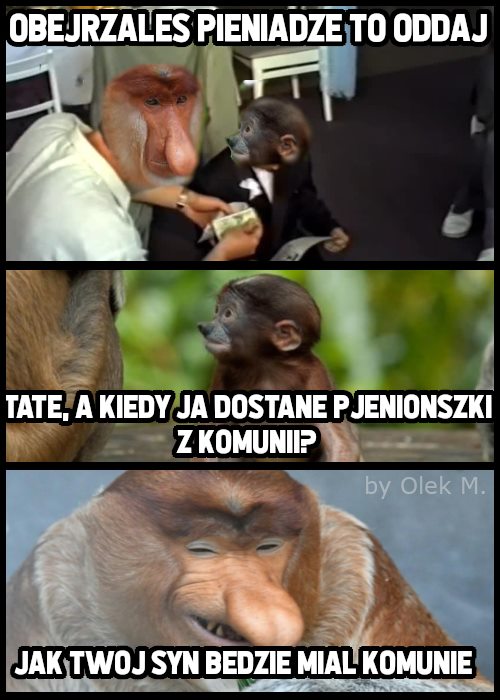 OBEJRZALES PIENIADZE TO ODDAJ
TATE, A KIEDY JA DOSTANE PJENIONSZKI
Z KOMUNII?
by Olek M.
JAK TWOJ SYN BEDZIE MIAL KOMUNIE